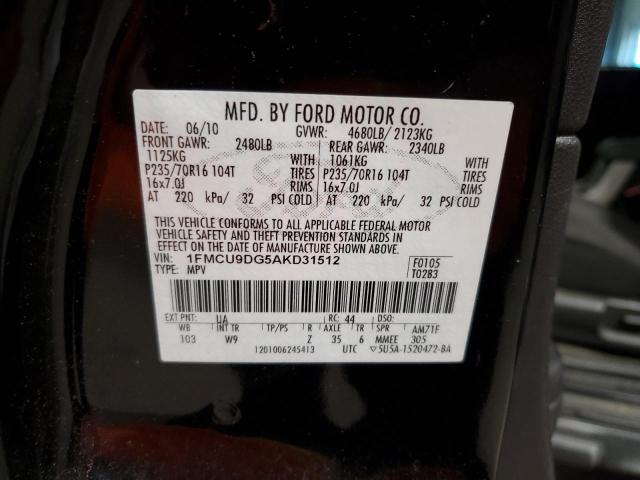 MFD. BY FORD MOTOR CO.
DATE: 06/10 GVWR: 4680LB/ 2123KG
FRONT GAWR: 2480LB REAR GAWR: 2340LB
1125KG WITH 1061KG WITH
P235/70R16 104T TIRES P235/70R16 104T TIRES
16x7.0J RIMS 16x7.0J RIMS
AT 220 kPa/ 32 PSI COLD AT 220 kPa/ 32 PSI COLD
THIS VEHICLE CONFORMS TO ALL APPLICABLE FEDERAL MOTOR
VEHICLE SAFETY AND THEFT PREVENTION STANDARDS IN
EFFECT ON THE DATE OF MANUFACTURE SHOWN ABOVE.
VIN: 1FMCU9DG5AKD31512 F0105
TYPE: MPV T0283
EXT PNT: UA RC: 44 DSO:
WB INT TR TP/PS R AXLE TR SPR AM71F
103 W9 Z 35 6 MMEE 305
1201006245413 UTC ▽5U5A-1520472-BA
Ford